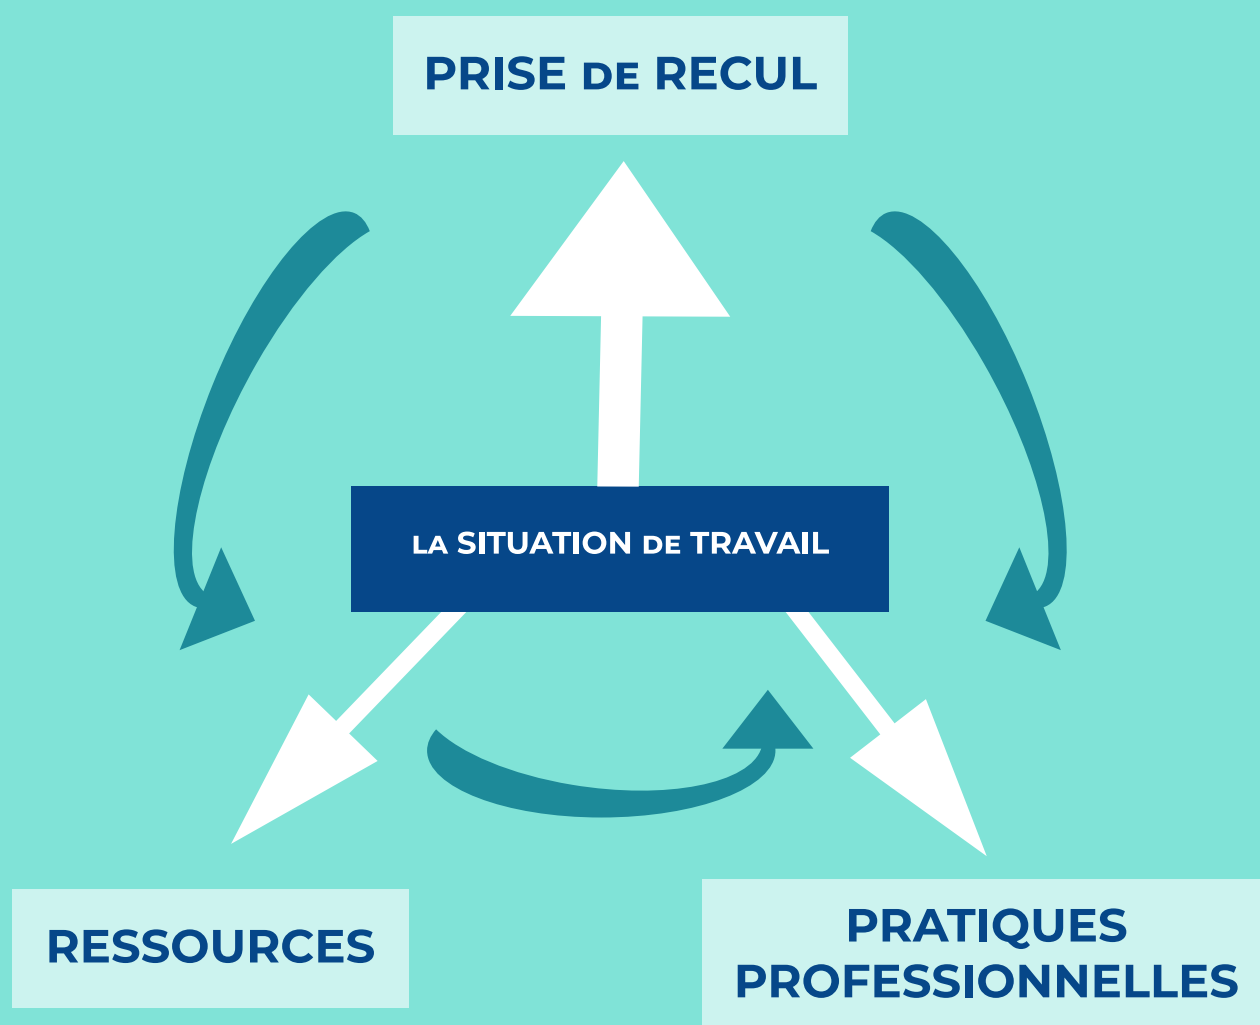 PRISE DE RECUL
LA SITUATION DE TRAVAIL
RESSOURCES
PRATIQUES
PROFESSIONNELLES